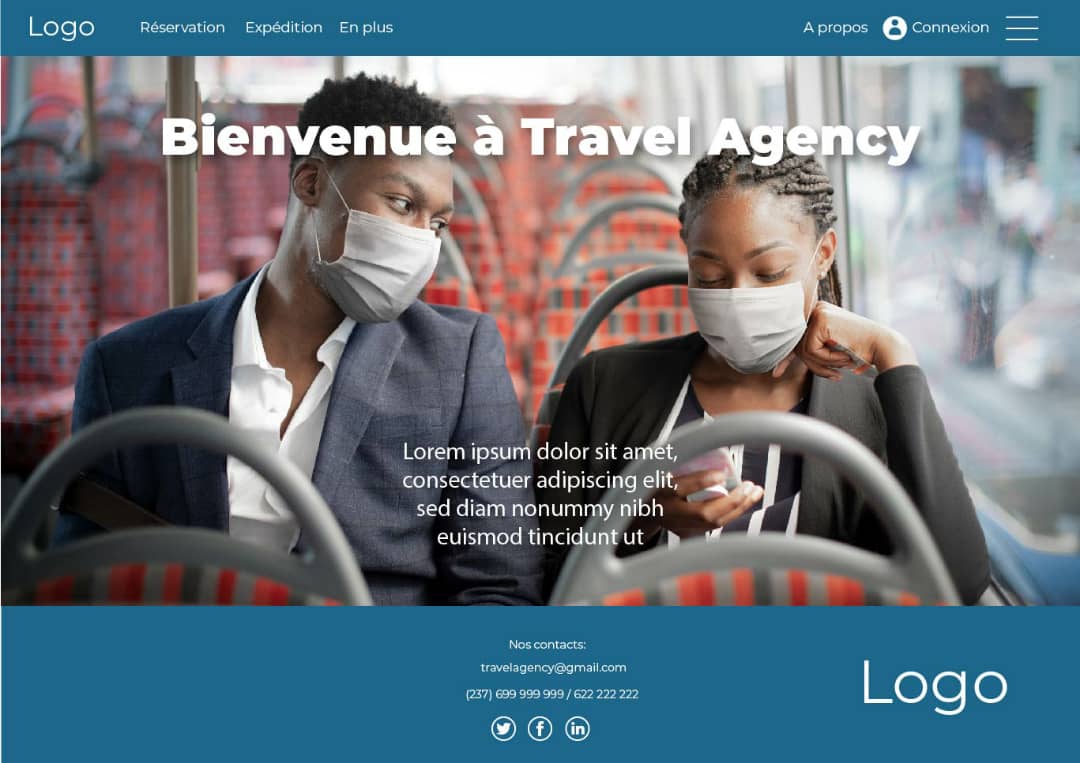 Logo
Réservation
Expédition
En plus
A propos
Connexion
Bienvenue à Travel Agency
Lorem ipsum dolor sit amet,
consectetuer adipiscing elit,
sed diam nonummy nibh
euismod tincidunt ut
Nos contacts:
travelagency@gmail.com
(237) 699 999 999 / 622 222 222
Logo